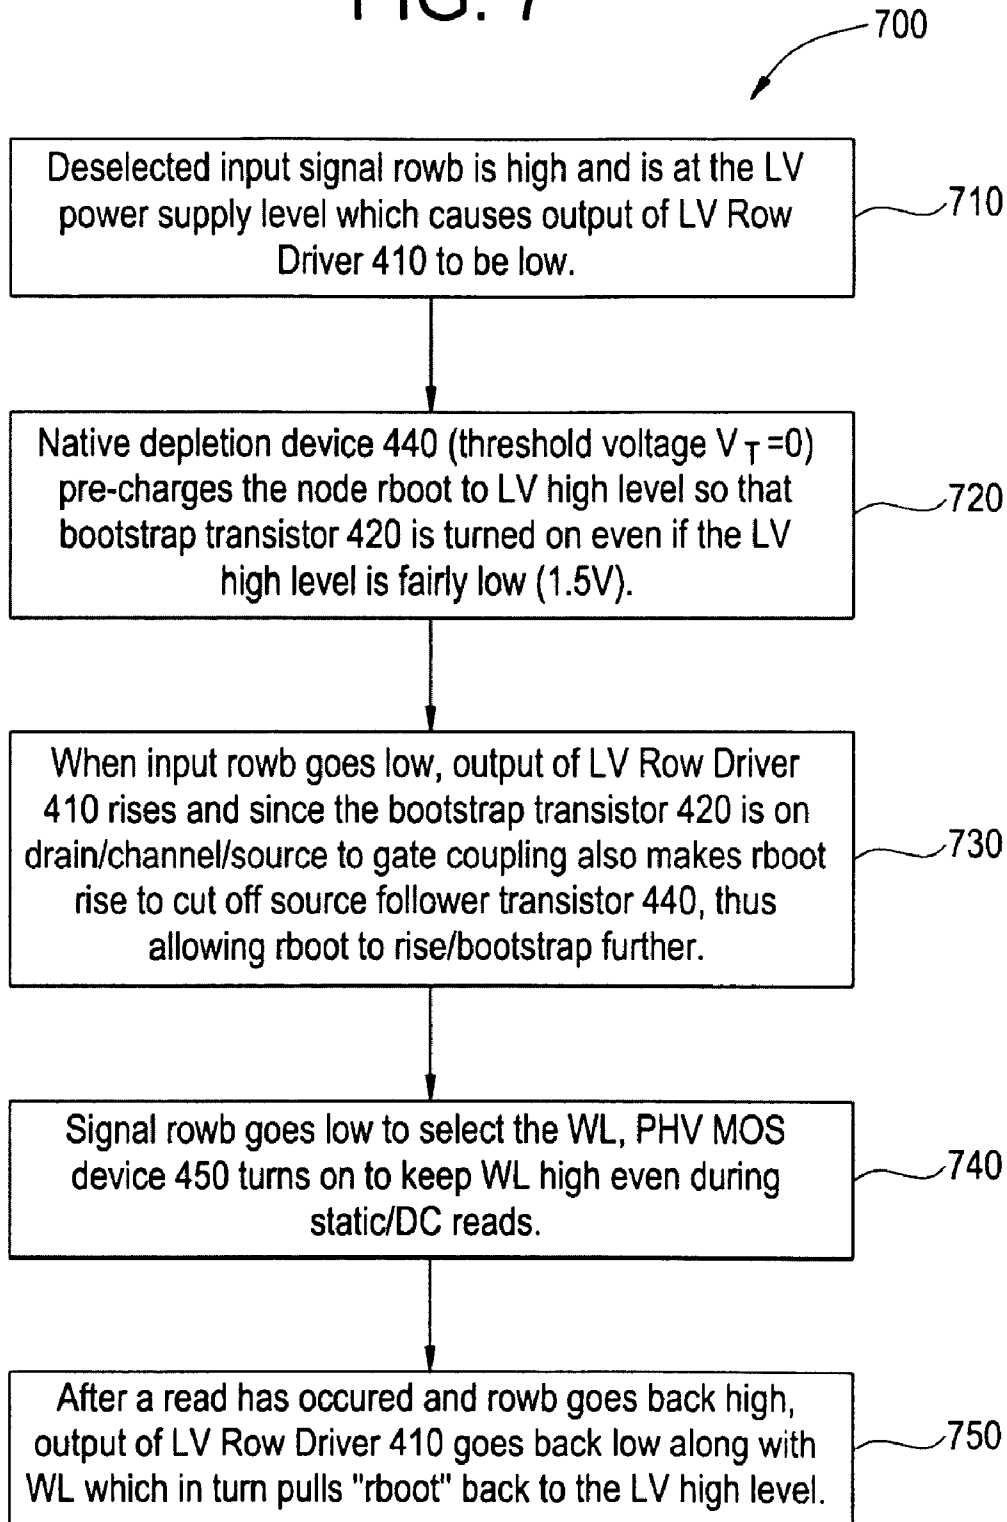 FIG. 7
700
Deselected input signal rowb is high and is at the LV
power supply level which causes output of LV Row
Driver 410 to be low.
710
Native depletion device 440 (threshold voltage V T =0)
pre-charges the node rboot to LV high level so that
bootstrap transistor 420 is turned on even if the LV
high level is fairly low (1.5V).
720
When input rowb goes low, output of LV Row Driver
410 rises and since the bootstrap transistor 420 is on
drain/channel/source to gate coupling also makes rboot
rise to cut off source follower transistor 440, thus
allowing rboot to rise/bootstrap further.
730
Signal rowb goes low to select the WL, PHV MOS
device 450 turns on to keep WL high even during
static/DC reads.
740
After a read has occured and rowb goes back high,
output of LV Row Driver 410 goes back low along with
WL which in turn pulls "rboot" back to the LV high level.
750